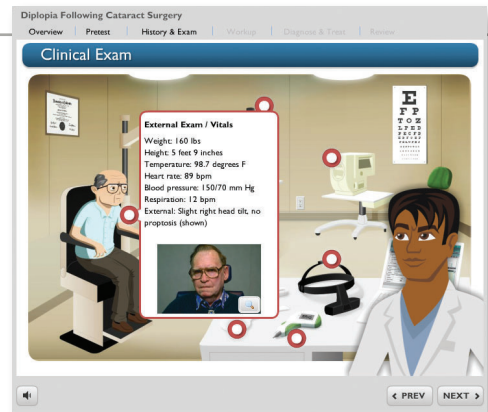 Diplopia Following Cataract Surgery
Overview Pretest History & Exam Workup Diagnose & Treat Review
Clinical Exam
External Exam / Vitals
Weight: 160 lbs
Height: 5 feet 9 inches
Temperature: 98.7 degrees F
Heart rate: 89 bpm
Blood pressure: 150/70 mm Hg
Respiration: 12 bpm
External: Slight right head tilt, no
proptosis (shown)
E
F P
T O Z
L P E D
PREV NEXT